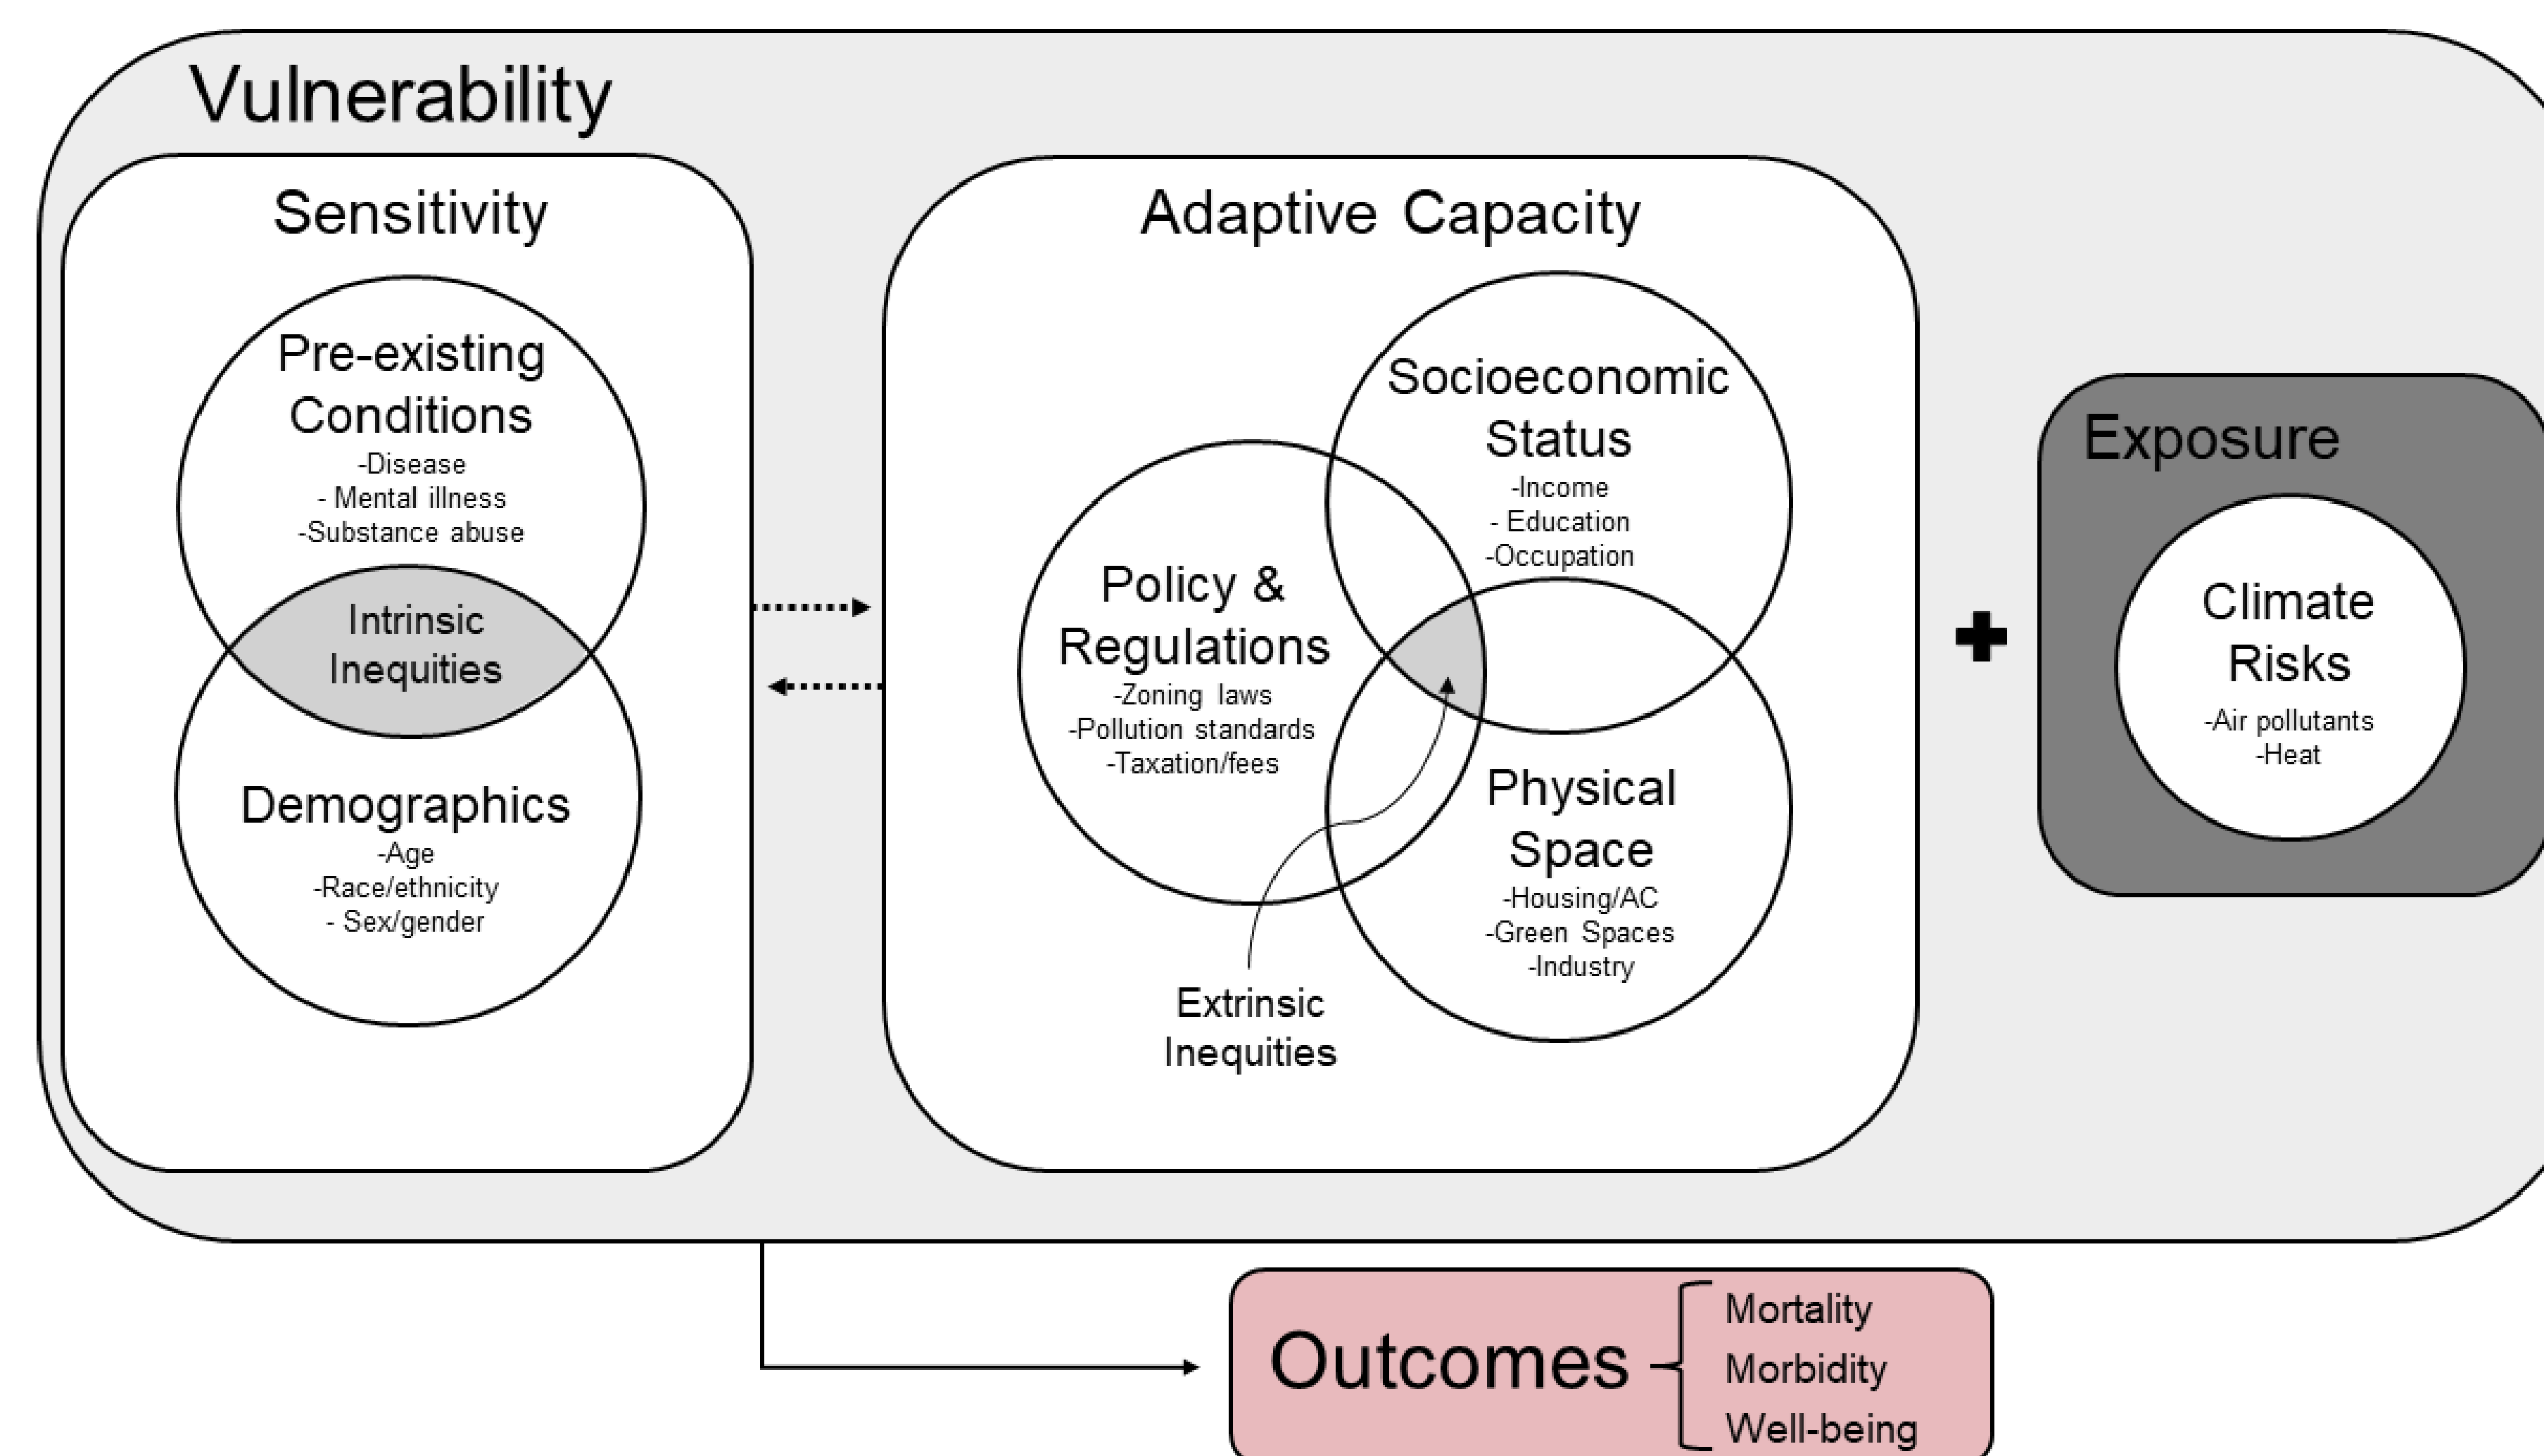 Vulnerability
Sensitivity
Pre-existing
Conditions
-Disease
- Mental illness
-Substance abuse
Intrinsic
Inequities
Demographics
-Age
-Race/ethnicity
- Sex/gender
Adaptive Capacity
Socioeconomic
Status
-Income
- Education
-Occupation
Policy &
Regulations
-Zoning laws
-Pollution standards
-Taxation/fees
Physical
Space
-Housing/AC
-Green Spaces
-Industry
Extrinsic
Inequities
Exposure
Climate
Risks
-Air pollutants
-Heat
Outcomes
Mortality
Morbidity
Well-being